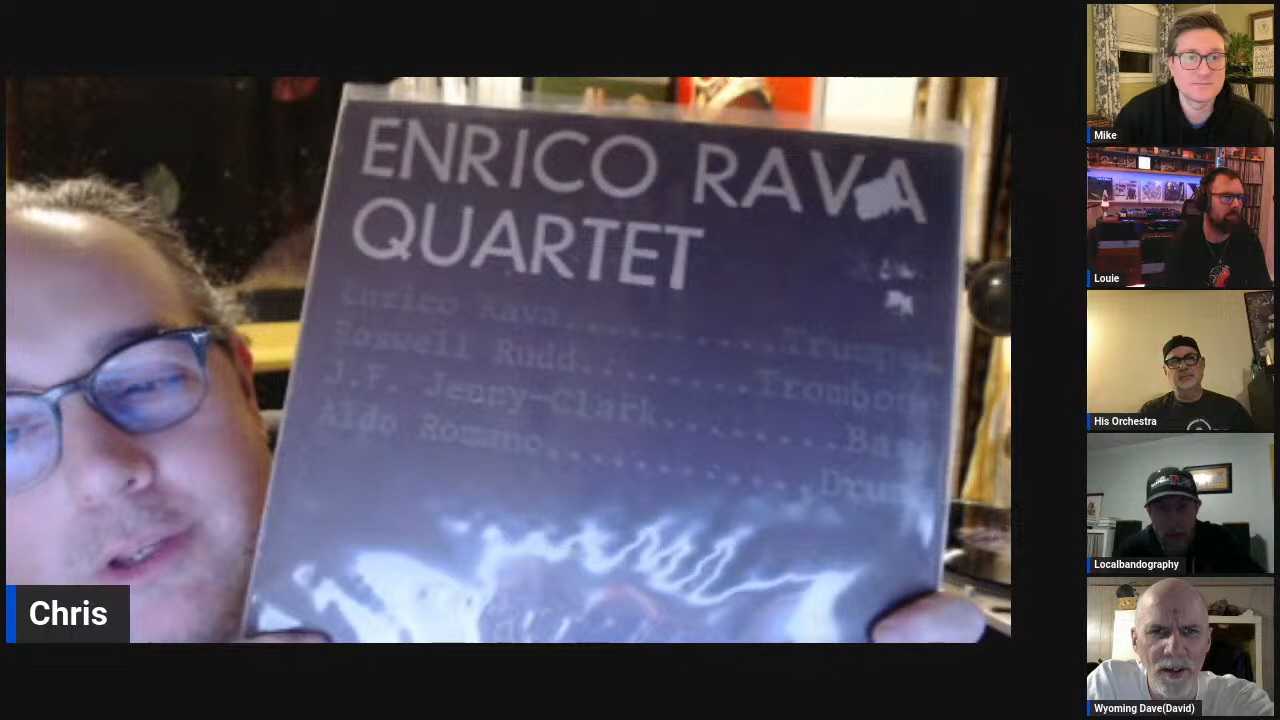 ENRICO RAVA
QUARTET
Enrico Rava..............Trumpet
Roswell Rudd..............Trombone
J.F. Jenny-Clark..............Bass
Aldo Romano..............Drums
Chris
Mike
Louie
His Orchestra
Localbandography
Wyoming Dave(David)